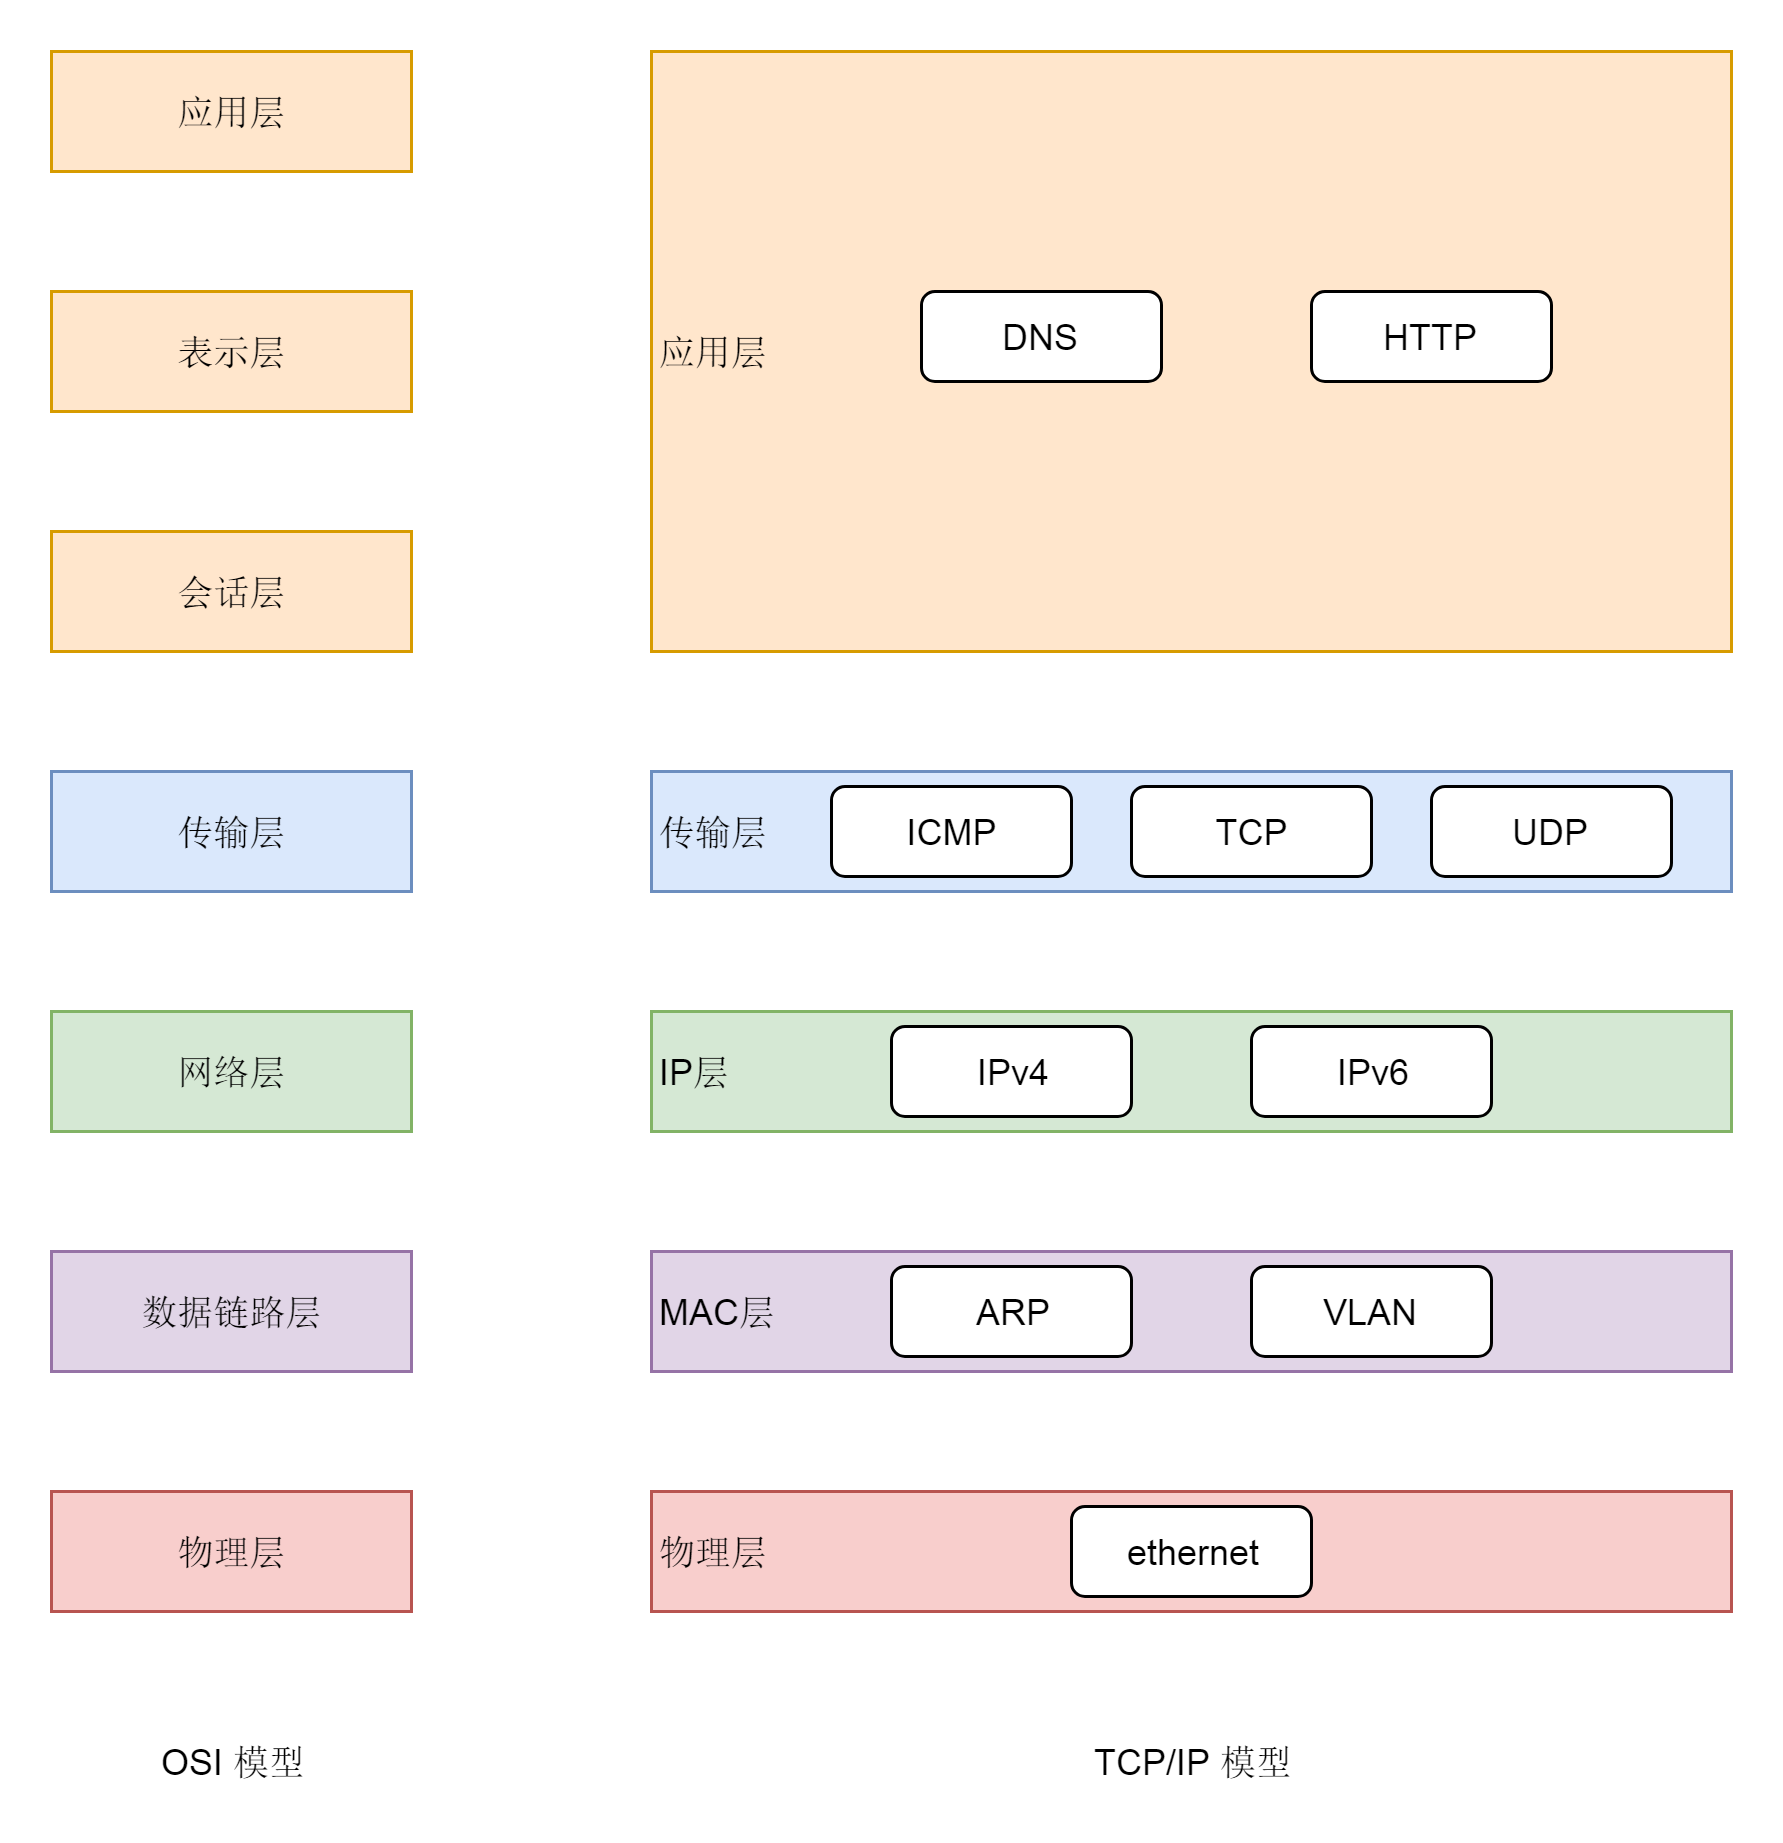 应用层
表示层
会话层
传输层
网络层
数据链路层
物理层
OSI 模型
应用层
DNS
HTTP
传输层
ICMP
TCP
UDP
IP层
IPv4
IPv6
MAC层
ARP
VLAN
物理层
ethernet
TCP/IP 模型